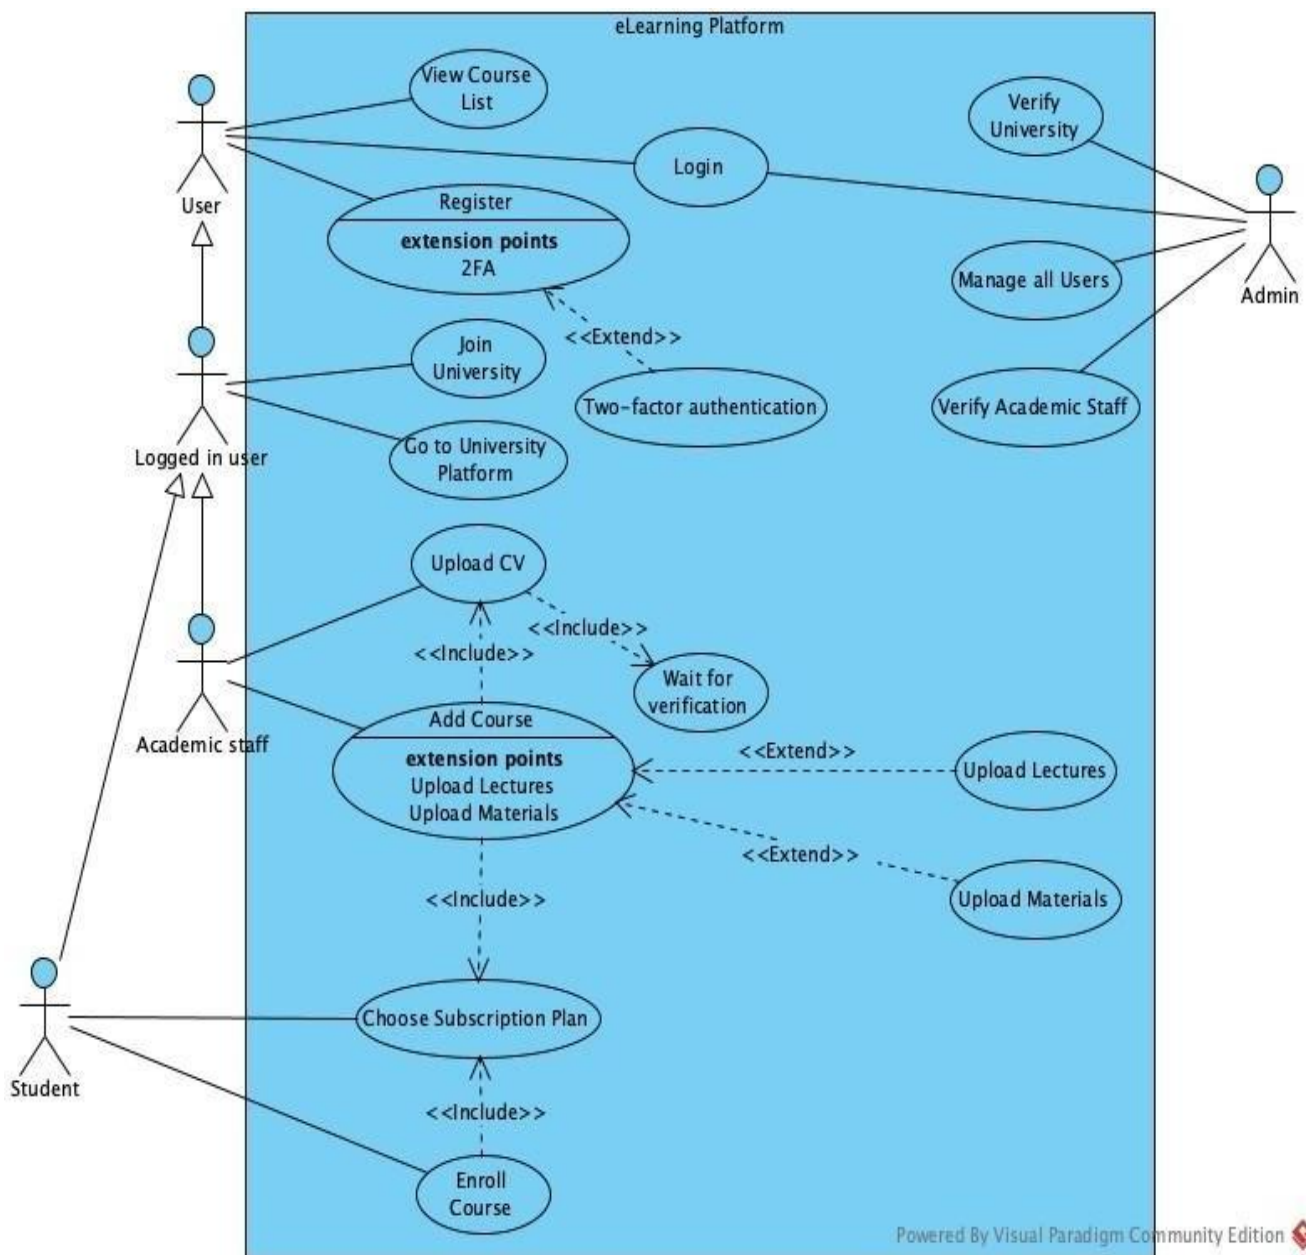 eLearning Platform
View Course
List
Verify
University
Login
User
Register
extension points
2FA
Manage all Users
Admin
<<Extend>>
Join
University
Two-factor authentication
Verify Academic Staff
Logged in user
Go to University
Platform
Upload CV
<<Include>>
<<Include>>
Wait for
verification
Academic staff
Add Course
extension points
Upload Lectures
Upload Materials
<<Extend>>
Upload Lectures
<<Extend>>
Upload Materials
<<Include>>
Choose Subscription Plan
Student
<<Include>>
Enroll
Course
Powered By Visual Paradigm Community Edition